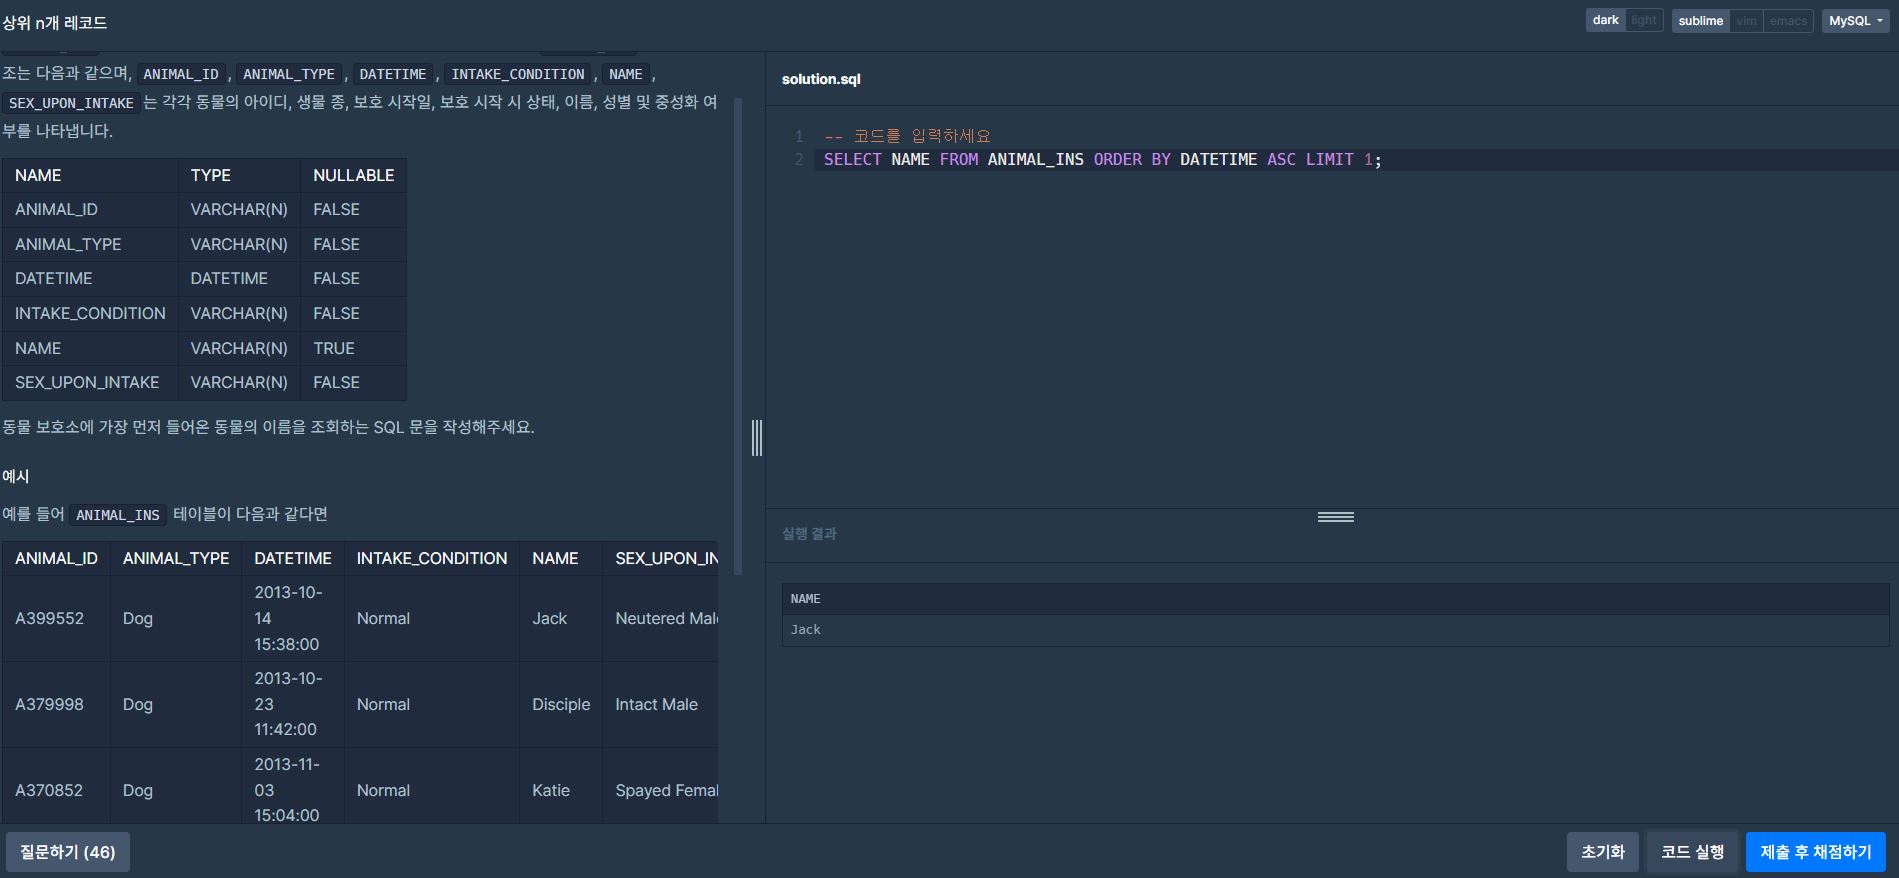 상위 n개 레코드
dark light sublime vim emacs MySQL
조는 다음과 같으며, ANIMAL_ID , ANIMAL_TYPE , DATETIME , INTAKE_CONDITION , NAME ,
SEX_UPON_INTAKE 는 각각 동물의 아이디, 생물 종, 보호 시작일, 보호 시작 시 상태, 이름, 성별 및 중성화 여
부를 나타냅니다.
NAME TYPE NULLABLE
ANIMAL_ID VARCHAR(N) FALSE
ANIMAL_TYPE VARCHAR(N) FALSE
DATETIME DATETIME FALSE
INTAKE_CONDITION VARCHAR(N) FALSE
NAME VARCHAR(N) TRUE
SEX_UPON_INTAKE VARCHAR(N) FALSE
동물 보호소에 가장 먼저 들어온 동물의 이름을 조회하는 SQL 문을 작성해주세요.
예시
예를 들어 ANIMAL_INS 테이블이 다음과 같다면
ANIMAL_ID ANIMAL_TYPE DATETIME INTAKE_CONDITION NAME SEX_UPON_IN
A399552 Dog 2013-10-
14
15:38:00 Normal Jack Neutered Mal
A379998 Dog 2013-10-
23
11:42:00 Normal Disciple Intact Male
A370852 Dog 2013-11-
03
15:04:00 Normal Katie Spayed Femal
solution.sql
1 -- 코드를 입력하세요
2 SELECT NAME FROM ANIMAL_INS ORDER BY DATETIME ASC LIMIT 1;
실행 결과
NAME
Jack
질문하기 (46)
초기화 코드 실행 제출 후 채점하기